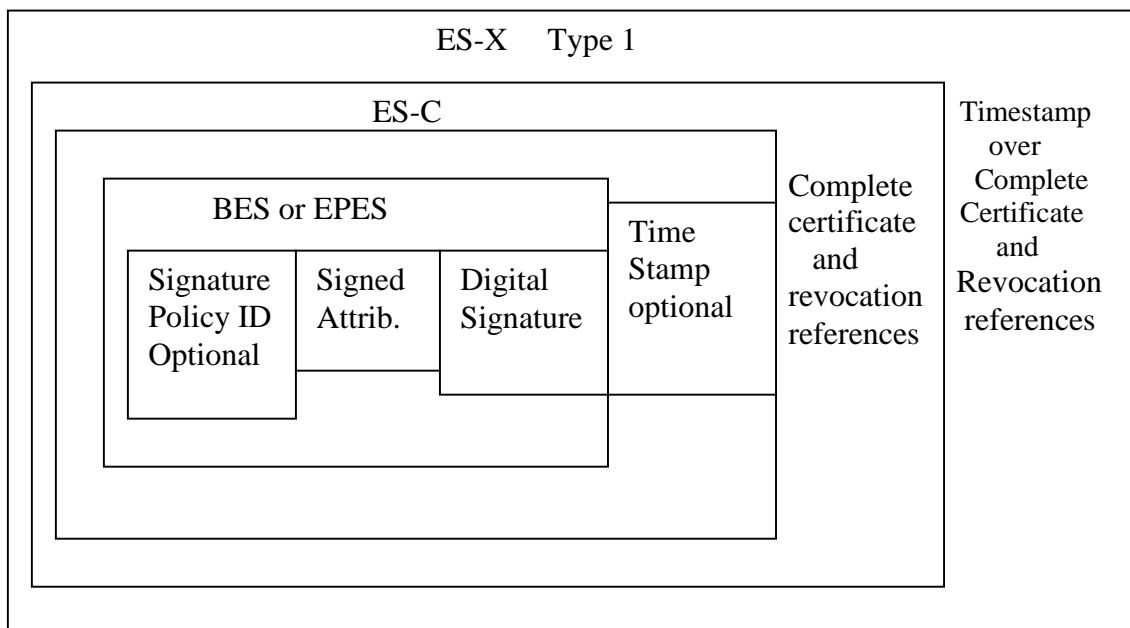 ES-X Type 1
ES-C
BES or EPES
Signature
Policy ID
Optional
Signed
Attrib.
Digital
Signature
Time
Stamp
optional
Complete
certificate
and
revocation
references
Timestamp
over
Complete
Certificate
and
Revocation
references